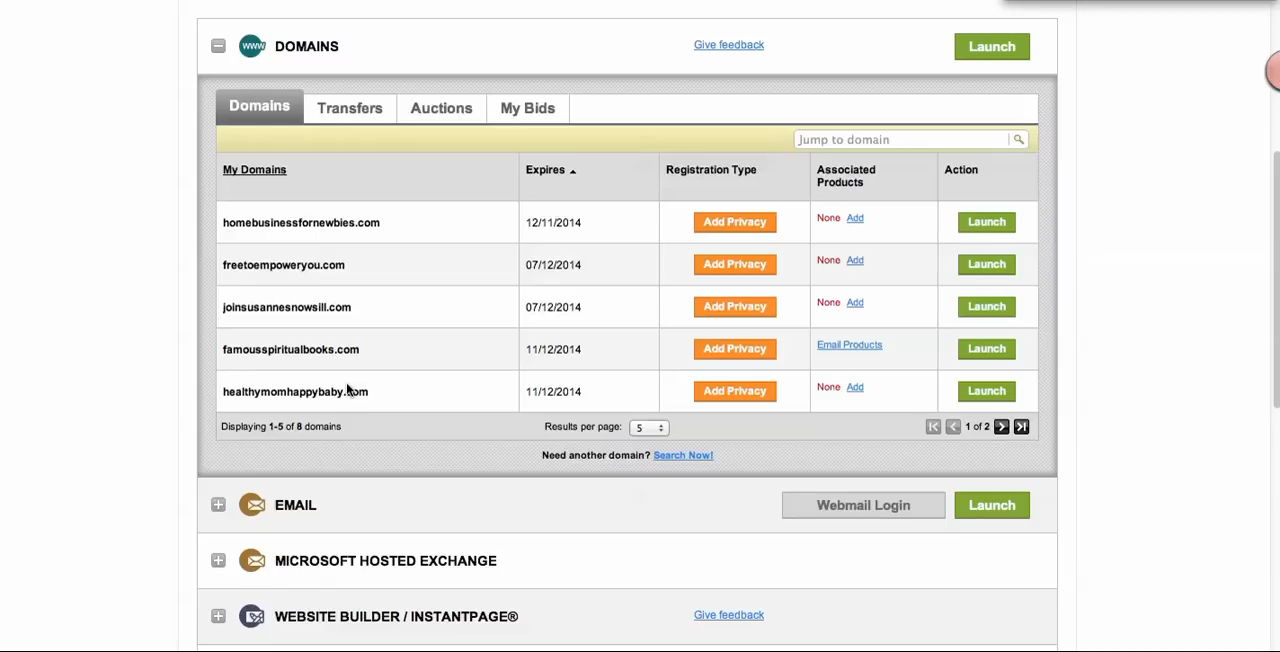 www DOMAINS Give feedback Launch
Domains Transfers Auctions My Bids
Jump to domain
My Domains Expires Registration Type Associated Products Action
homebusinessfornewbies.com 12/11/2014 Add Privacy None Add Launch
freetoempoweryou.com 07/12/2014 Add Privacy None Add Launch
joinsusannesnowsill.com 07/12/2014 Add Privacy None Add Launch
famousspiritualbooks.com 11/12/2014 Add Privacy Email Products Launch
healthymomhappybaby.com 11/12/2014 Add Privacy None Add Launch
Displaying 1-5 of 8 domains Results per page: 5 1 of 2
Need another domain? Search Now!
EMAIL Webmail Login Launch
MICROSOFT HOSTED EXCHANGE
WEBSITE BUILDER / INSTANTPAGE® Give feedback